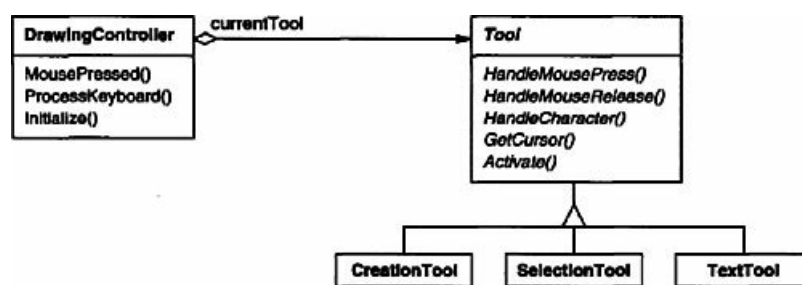 currentTool
DrawingController
Tool
MousePressed()
ProcessKeyboard()
Initialize()
HandleMousePress()
HandleMouseRelease()
HandleCharacter()
GetCursor()
Activate()
CreationTool
SelectionTool
TextTool